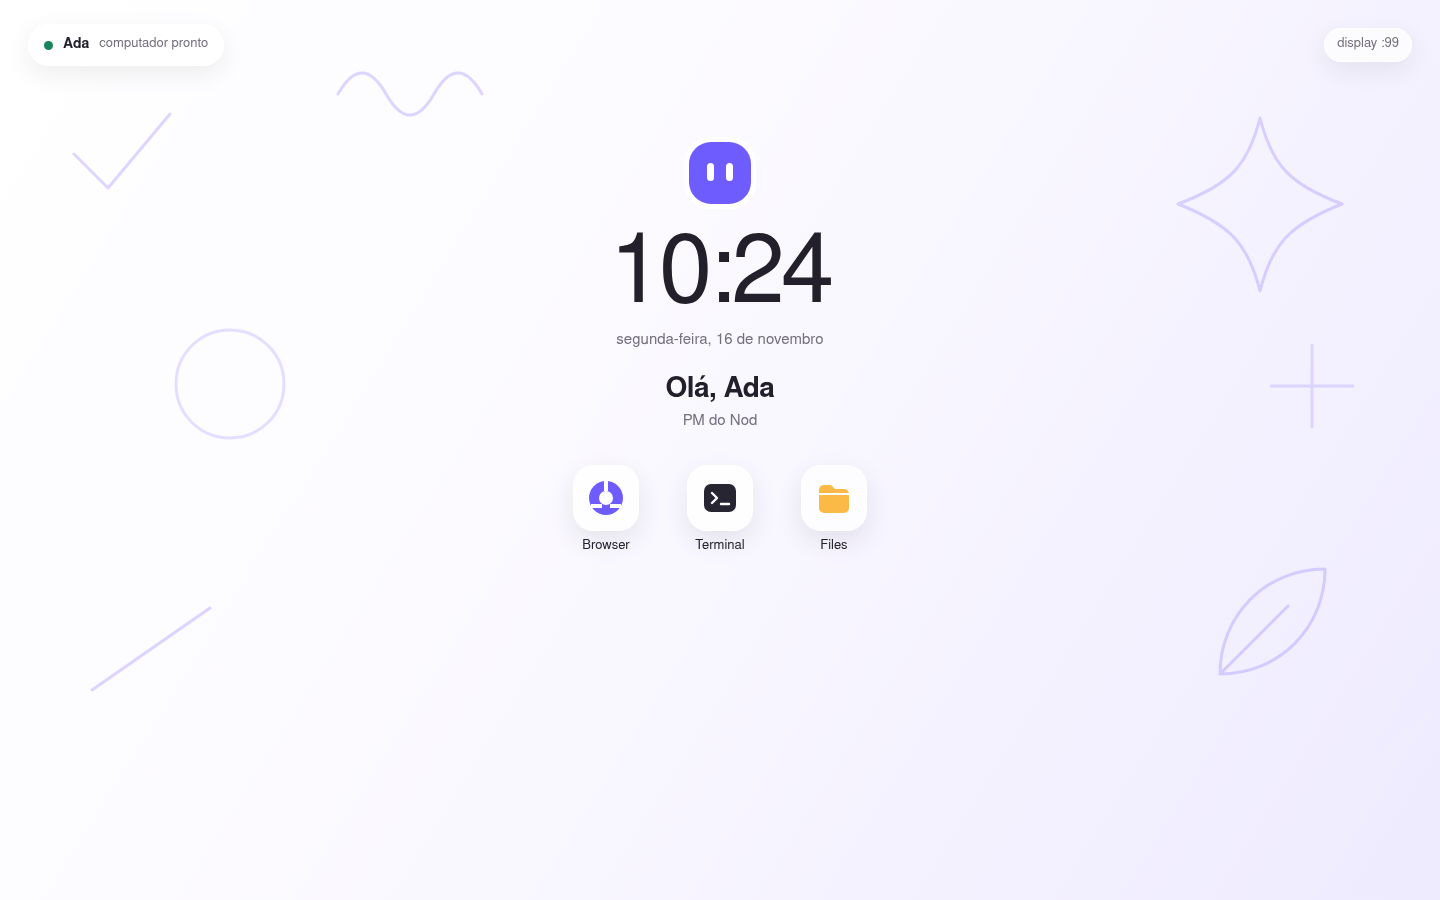 Ada computador pronto
display :99
10:24
segunda-feira, 16 de novembro
Olá, Ada
PM do Nod
Browser
Terminal
Files